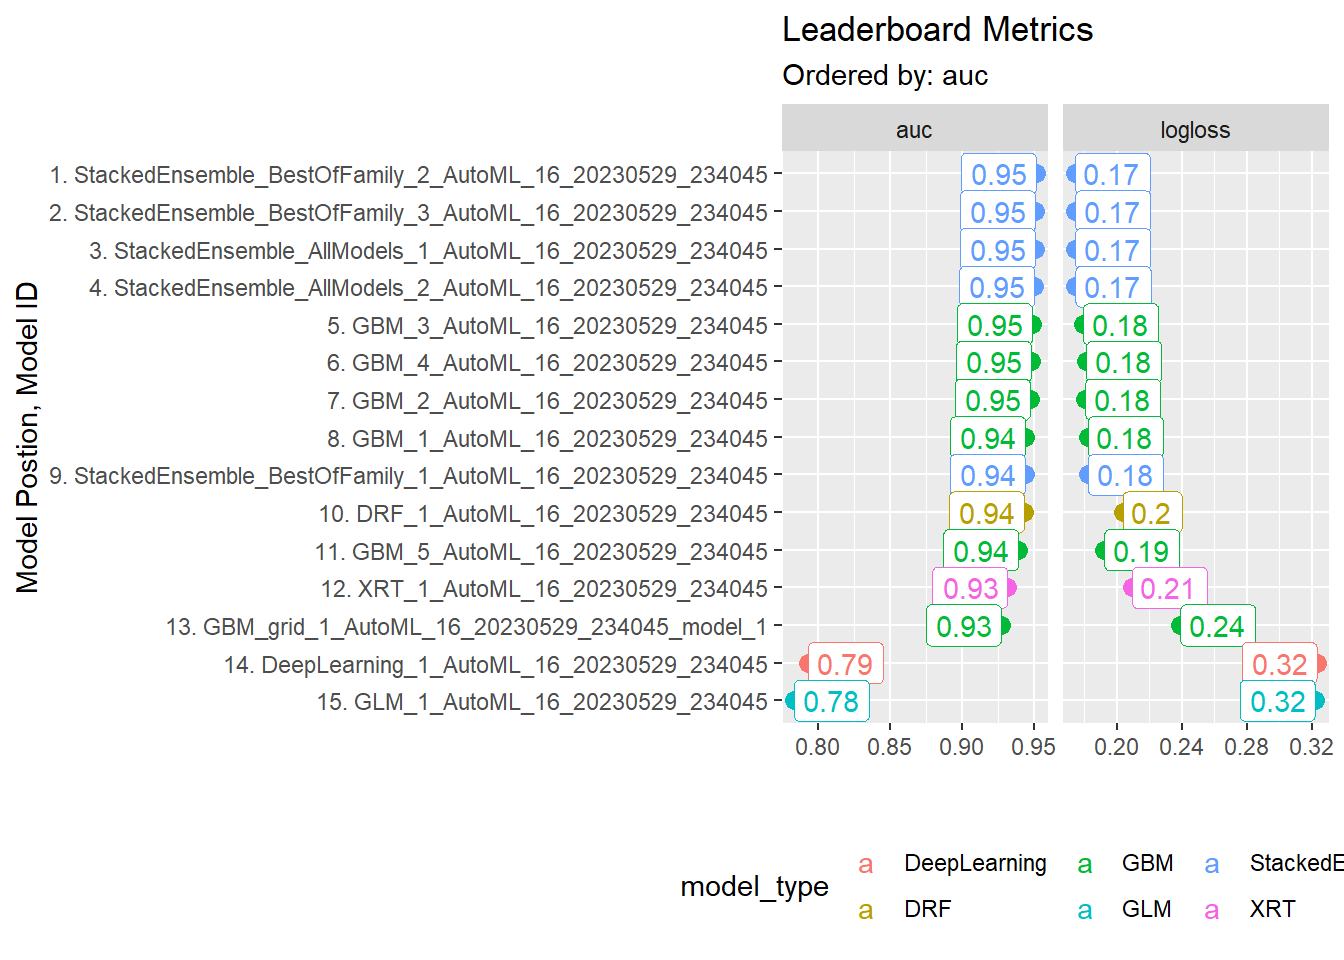 Leaderboard Metrics
Ordered by: auc
auc logloss
Model Postion, Model ID
1. StackedEnsemble_BestOfFamily_2_AutoML_16_20230529_234045 0.95 0.17
2. StackedEnsemble_BestOfFamily_3_AutoML_16_20230529_234045 0.95 0.17
3. StackedEnsemble_AllModels_1_AutoML_16_20230529_234045 0.95 0.17
4. StackedEnsemble_AllModels_2_AutoML_16_20230529_234045 0.95 0.17
5. GBM_3_AutoML_16_20230529_234045 0.95 0.18
6. GBM_4_AutoML_16_20230529_234045 0.95 0.18
7. GBM_2_AutoML_16_20230529_234045 0.95 0.18
8. GBM_1_AutoML_16_20230529_234045 0.94 0.18
9. StackedEnsemble_BestOfFamily_1_AutoML_16_20230529_234045 0.94 0.18
10. DRF_1_AutoML_16_20230529_234045 0.94 0.2
11. GBM_5_AutoML_16_20230529_234045 0.94 0.19
12. XRT_1_AutoML_16_20230529_234045 0.93 0.21
13. GBM_grid_1_AutoML_16_20230529_234045_model_1 0.93 0.24
14. DeepLearning_1_AutoML_16_20230529_234045 0.79 0.32
15. GLM_1_AutoML_16_20230529_234045 0.78 0.32
0.80 0.85 0.90 0.95 0.20 0.24 0.28 0.32
model_type
a DeepLearning a GBM a StackedE
a DRF a GLM a XRT